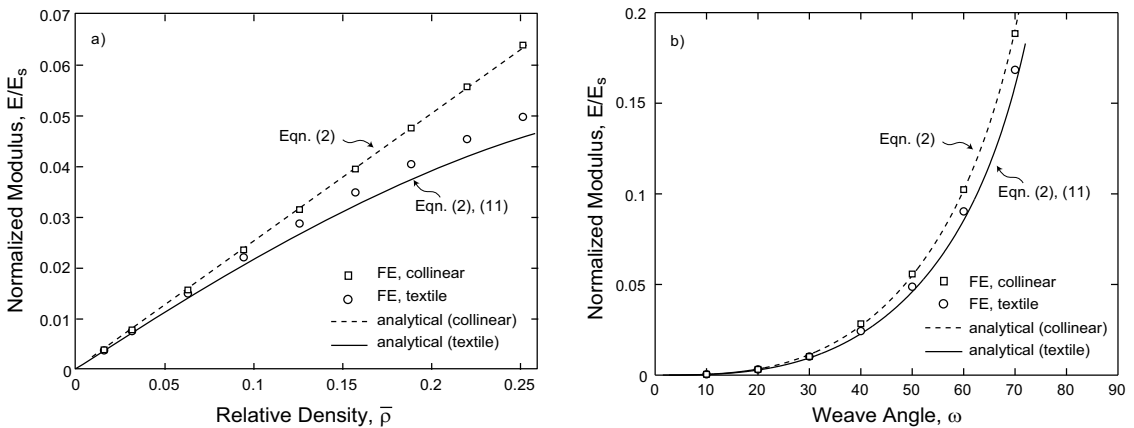 a)
Normalized Modulus, E/Es
0.07
0.06
0.05
0.04
0.03
0.02
0.01
0
Eqn. (2)
Eqn. (2), (11)
FE, collinear
FE, textile
analytical (collinear)
analytical (textile)
0 0.05 0.1 0.15 0.2 0.25
Relative Density, ρ̅
b)
Normalized Modulus, E/Es
0.2
0.15
0.1
0.05
0
Eqn. (2)
Eqn. (2), (11)
FE, collinear
FE, textile
analytical (collinear)
analytical (textile)
0 10 20 30 40 50 60 70 80 90
Weave Angle, ω